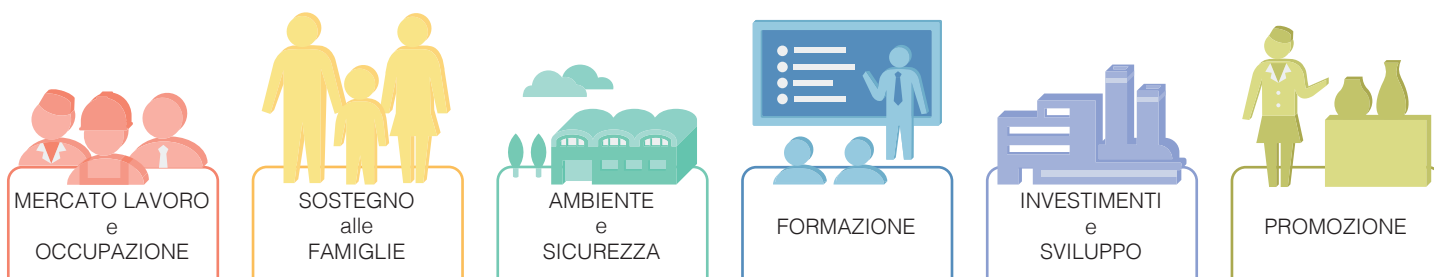 MERCATO LAVORO
e
OCCUPAZIONE
SOSTEGNO
alle
FAMIGLIE
AMBIENTE
e
SICUREZZA
FORMAZIONE
INVESTIMENTI
e
SVILUPPO
PROMOZIONE